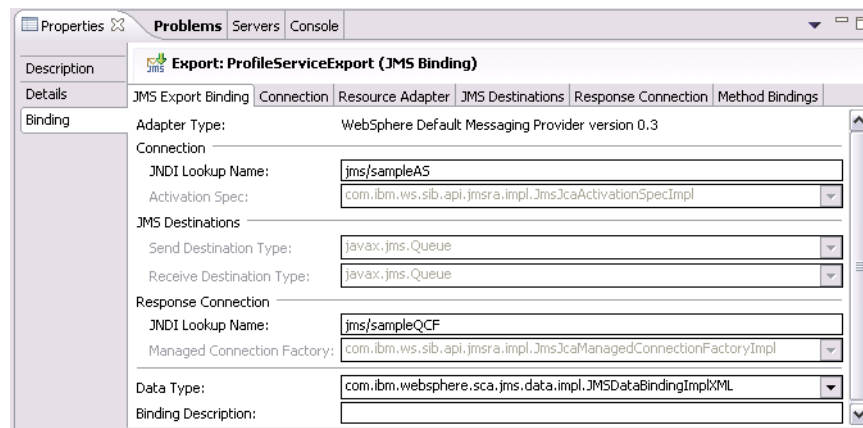 Properties Problems Servers Console
Description
Details
Binding
JMS Export: ProfileServiceExport (JMS Binding)
JMS Export Binding Connection Resource Adapter JMS Destinations Response Connection Method Bindings
Adapter Type: WebSphere Default Messaging Provider version 0.3
Connection
JNDI Lookup Name: jms/sampleAS
Activation Spec: com.ibm.ws.sib.api.jmsra.impl.JmsJcaActivationSpecImpl
JMS Destinations
Send Destination Type: javax.jms.Queue
Receive Destination Type: javax.jms.Queue
Response Connection
JNDI Lookup Name: jms/sampleQCF
Managed Connection Factory: com.ibm.ws.sib.api.jmsra.impl.JmsJcaManagedConnectionFactoryImpl
Data Type: com.ibm.websphere.sca.jms.data.impl.JMSDataBindingImplXML
Binding Description: